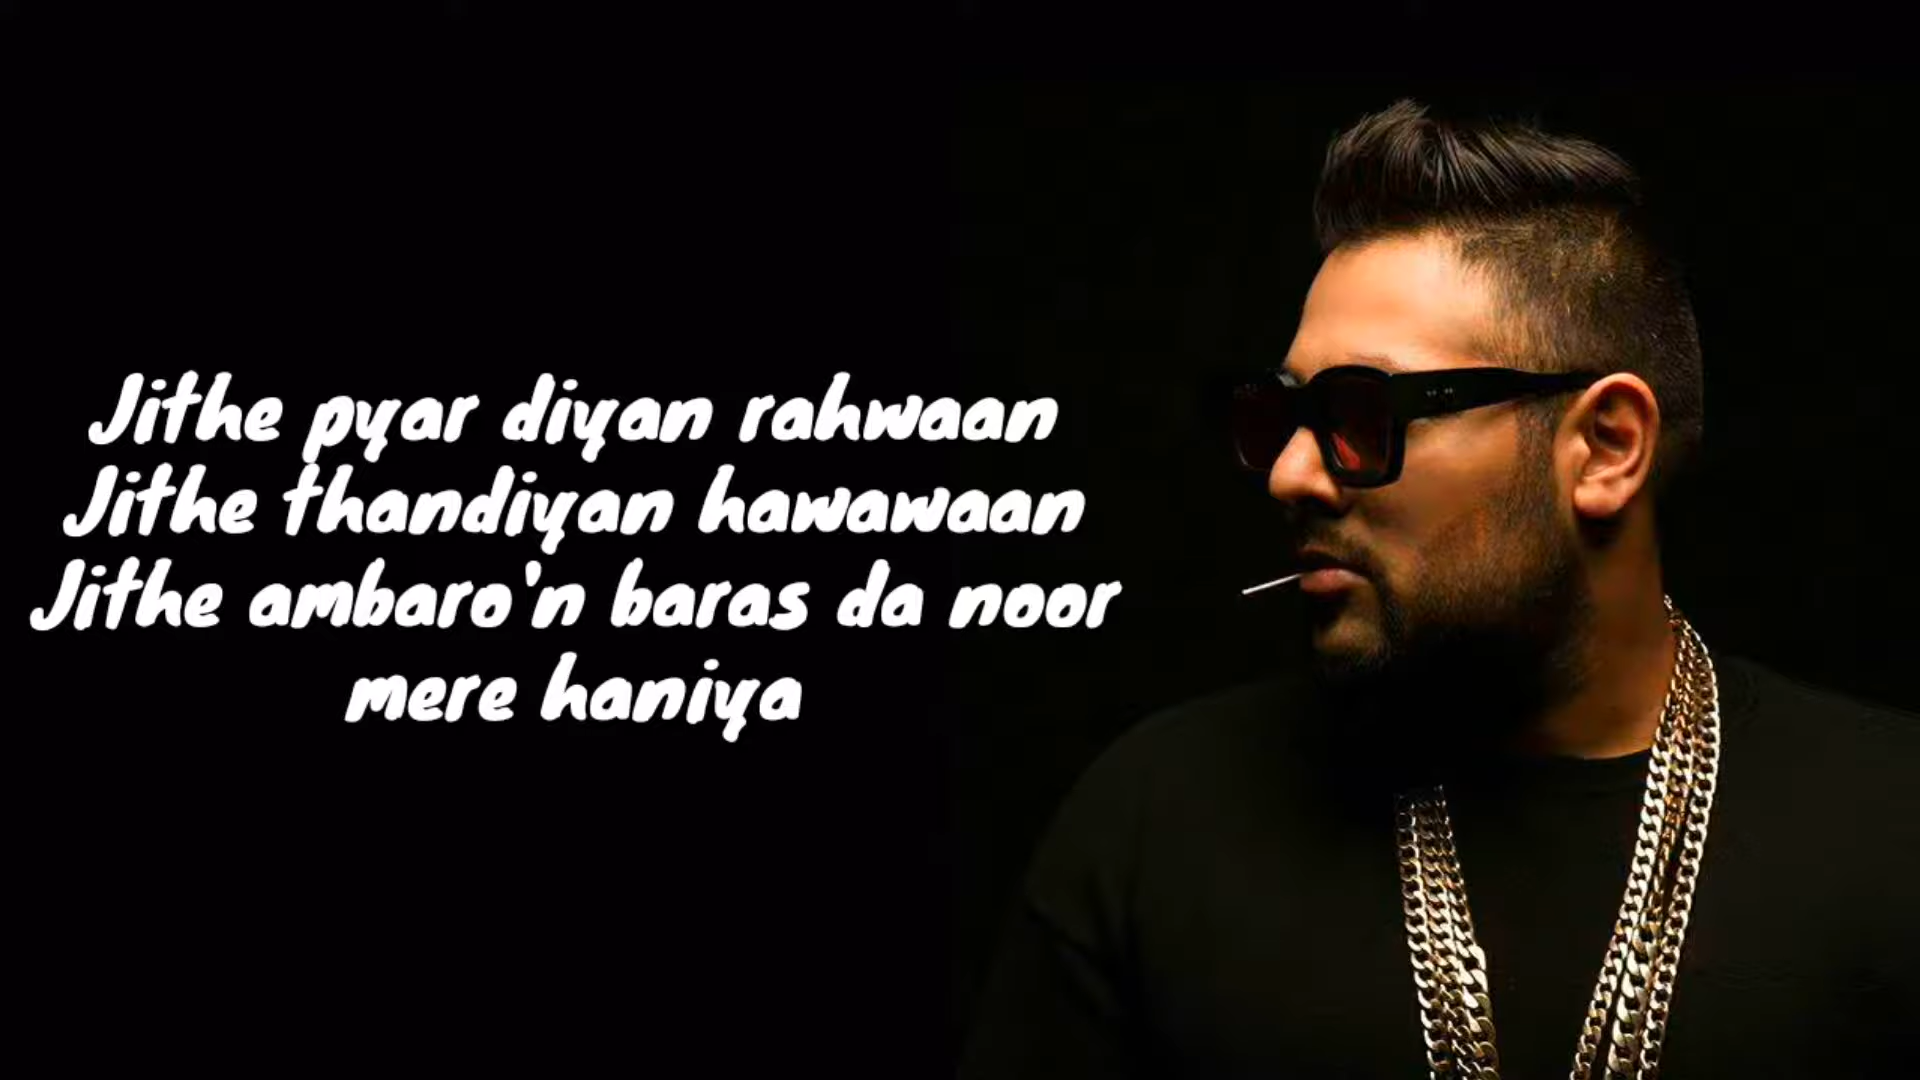 Jithe pyar diyan rahwaan
Jithe thandiyan hawawaan
Jithe ambaro'n baras da noor
mere haniya